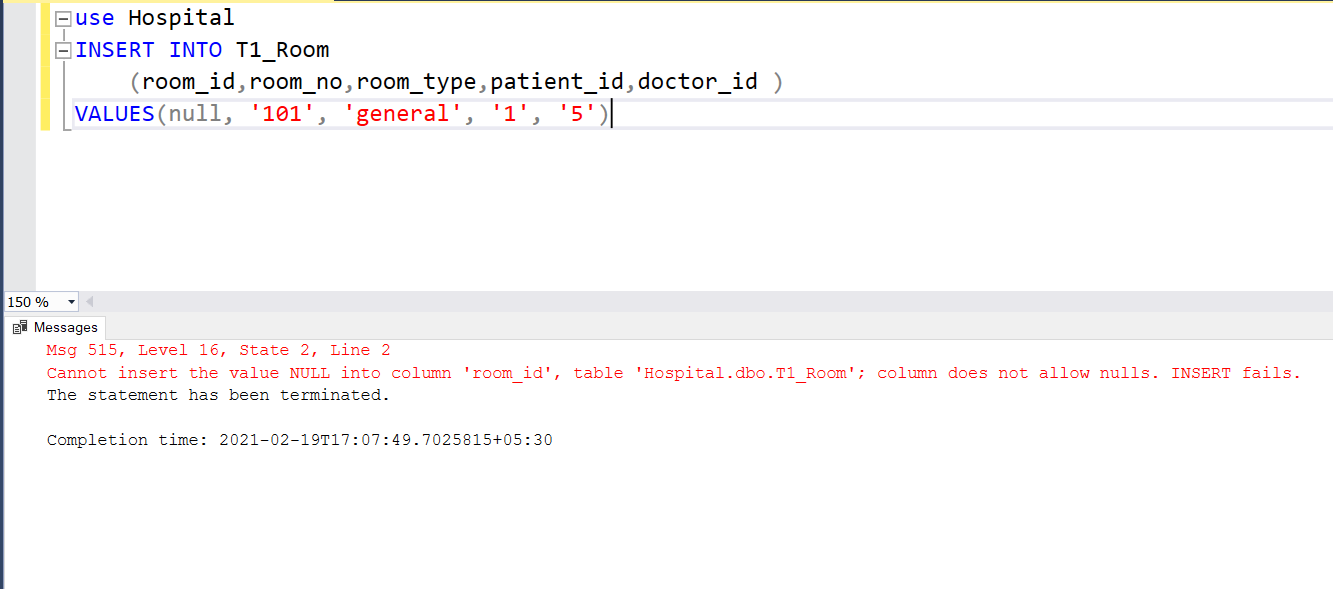 use Hospital
INSERT INTO T1_Room
(room_id,room_no,room_type,patient_id,doctor_id )
VALUES(null, '101', 'general', '1', '5')
150 %
Messages
Msg 515, Level 16, State 2, Line 2
Cannot insert the value NULL into column 'room_id', table 'Hospital.dbo.T1_Room'; column does not allow nulls. INSERT fails.
The statement has been terminated.
Completion time: 2021-02-19T17:07:49.7025815+05:30